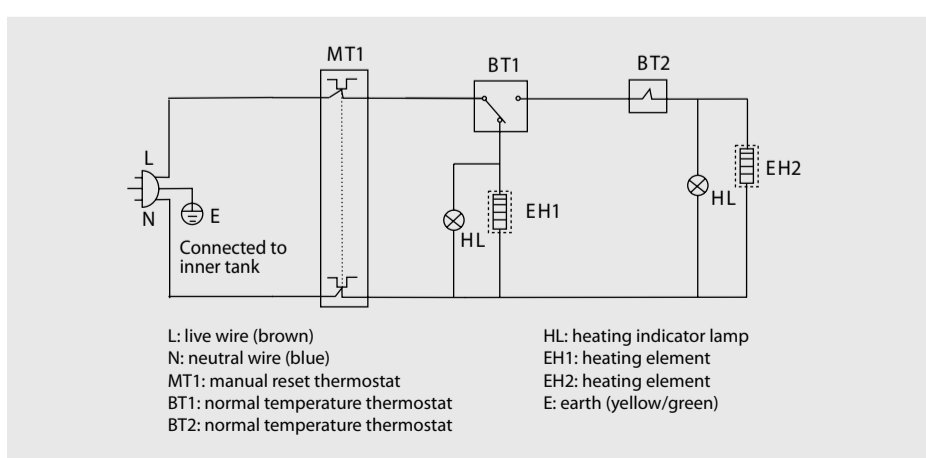 MT1
BT1
BT2
L
EH2
N
E
HL
EH1
HL
Connected to
inner tank
L: live wire (brown)
N: neutral wire (blue)
MT1: manual reset thermostat
BT1: normal temperature thermostat
BT2: normal temperature thermostat
HL: heating indicator lamp
EH1: heating element
EH2: heating element
E: earth (yellow/green)